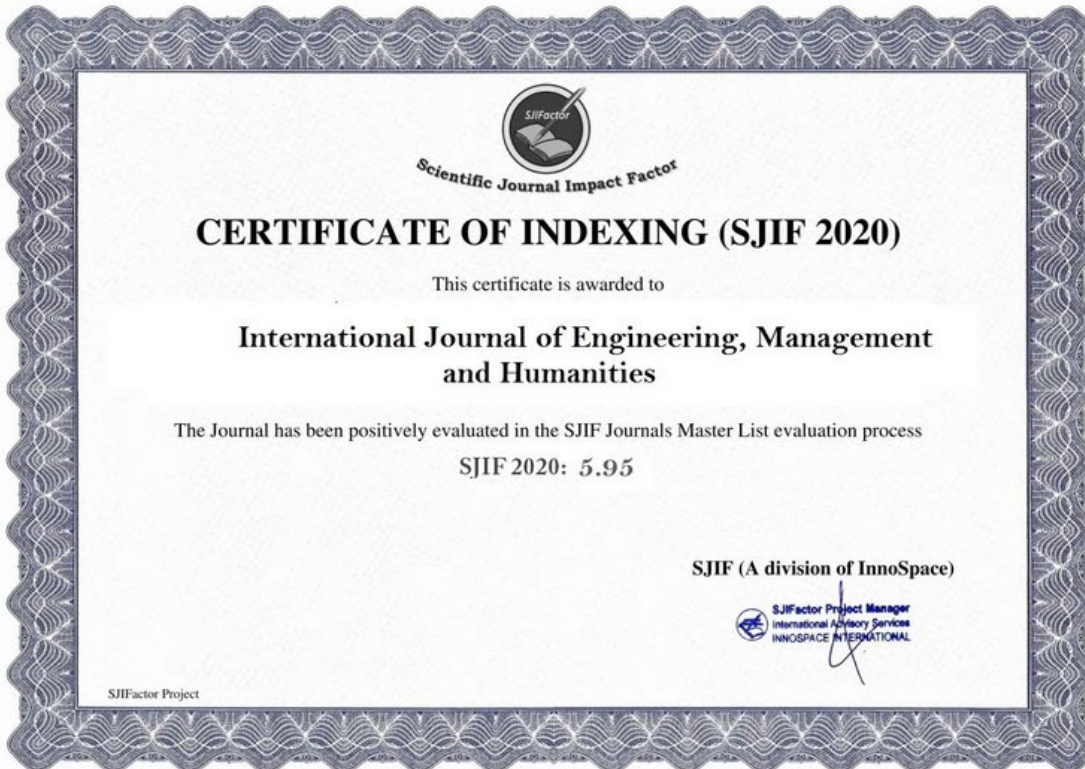 SJIFactor
Scientific Journal Impact Factor
CERTIFICATE OF INDEXING (SJIF 2020)
This certificate is awarded to
International Journal of Engineering, Management
and Humanities
The Journal has been positively evaluated in the SJIF Journals Master List evaluation process
SJIF 2020: 5.95
SJIF (A division of InnoSpace)
SJIFactor Project Manager
International Advisory Services
INNOSPACE INTERNATIONAL
SJIFactor Project